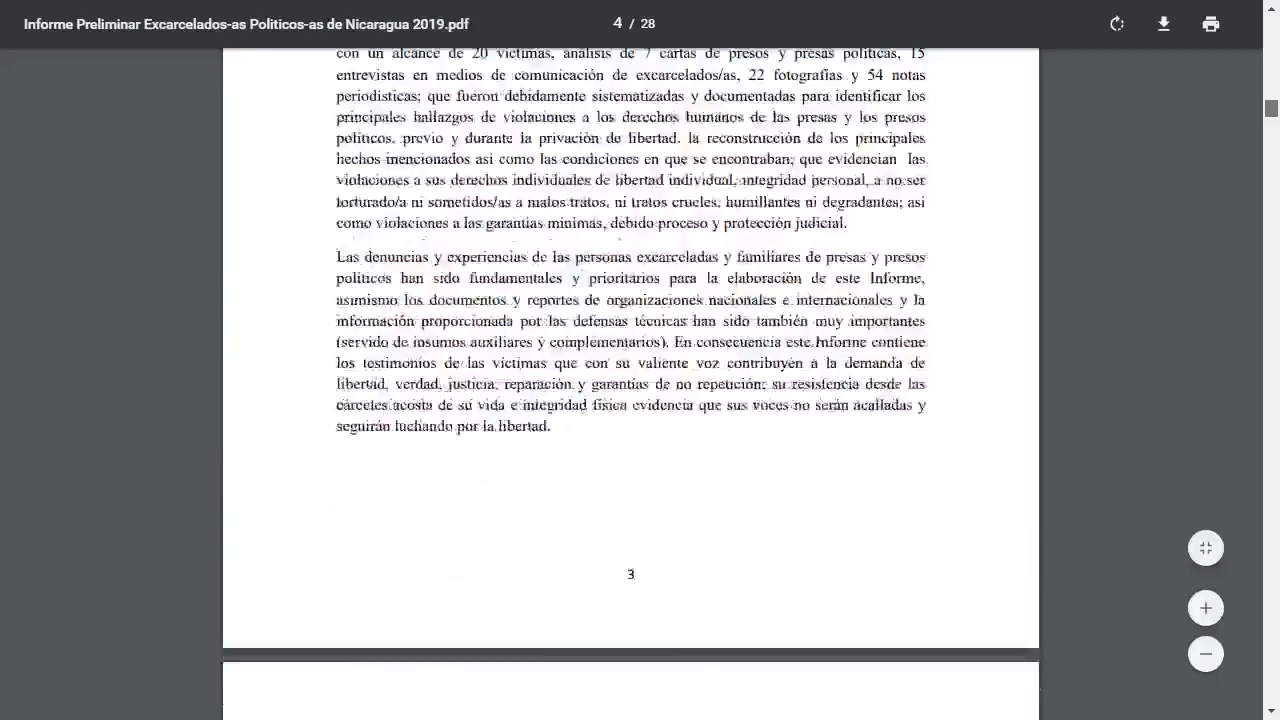 Informe Preliminar Excarcelados-as Politicos-as de Nicaragua 2019.pdf
4 / 28
con un alcance de 20 víctimas, análisis de 7 cartas de presos y presas políticas, 15
entrevistas en medios de comunicación de excarcelados/as, 22 fotografías y 54 notas
periodísticas; que fueron debidamente sistematizadas y documentadas para identificar los
principales hallazgos de violaciones a los derechos humanos de las presas y los presos
políticos, previo y durante la privación de libertad. la reconstrucción de los principales
hechos mencionados así como las condiciones en que se encontraban; que evidencian las
violaciones a sus derechos individuales de libertad individual, integridad personal, a no ser
torturado/a ni sometidos/as a malos tratos, ni tratos crueles, humillantes ni degradantes; así
como violaciones a las garantías mínimas, debido proceso y protección judicial.
Las denuncias y experiencias de las personas excarceladas y familiares de presas y presos
políticos han sido fundamentales y prioritarios para la elaboración de este Informe,
asimismo los documentos y reportes de organizaciones nacionales e internacionales y la
información proporcionada por las defensas técnicas han sido también muy importantes
(servido de insumos auxiliares y complementarios). En consecuencia este Informe contiene
los testimonios de las víctimas que con su valiente voz contribuyen a la demanda de
libertad, verdad, justicia, reparación y garantías de no repetición; su resistencia desde las
cárceles acosta de su vida e integridad física evidencia que sus voces no serán acalladas y
seguirán luchando por la libertad.
3